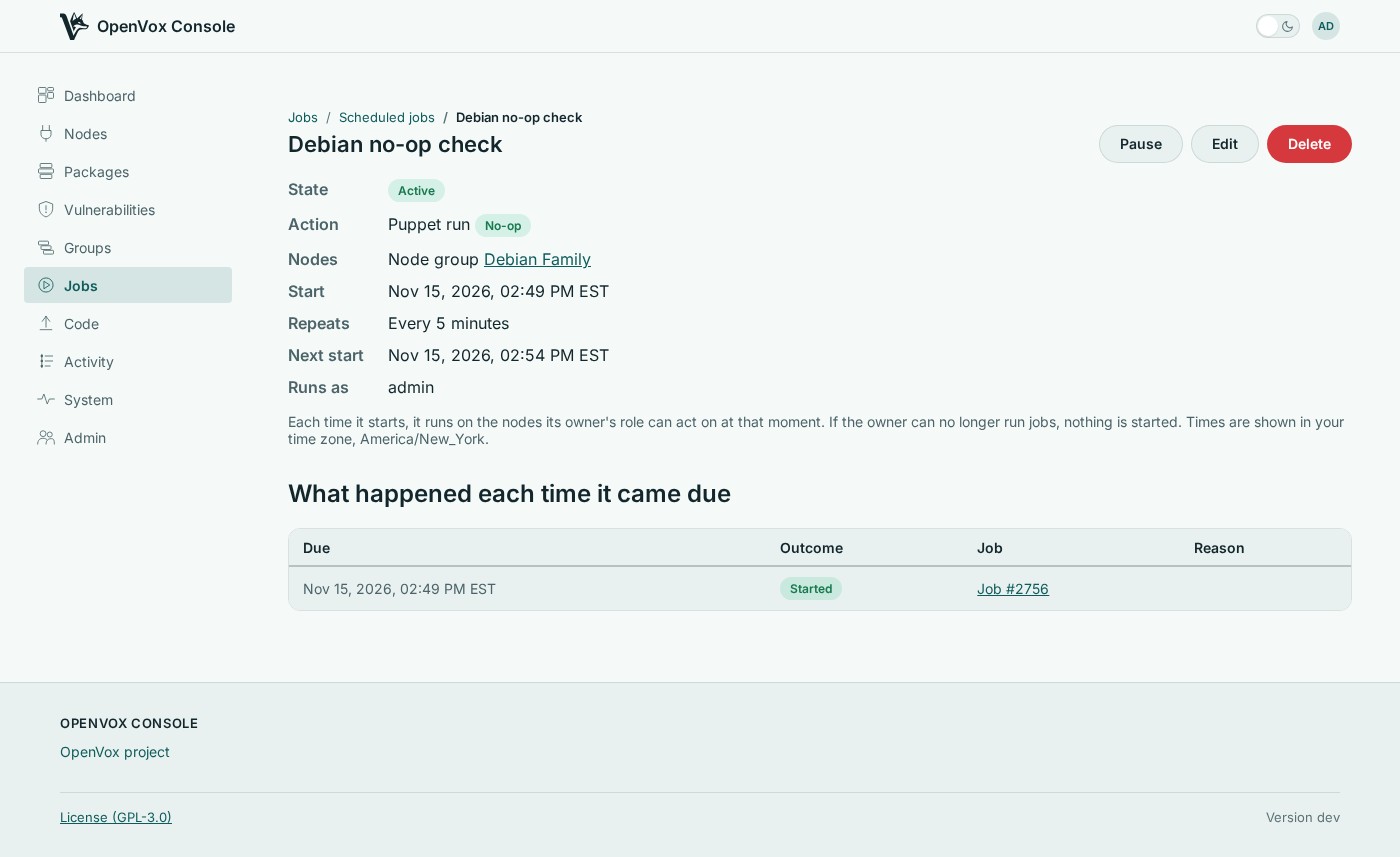 OpenVox Console
AD
Dashboard
Nodes
Packages
Vulnerabilities
Groups
Jobs
Code
Activity
System
Admin
Jobs / Scheduled jobs / Debian no-op check
Debian no-op check
Pause Edit Delete
State Active
Action Puppet run No-op
Nodes Node group Debian Family
Start Nov 15, 2026, 02:49 PM EST
Repeats Every 5 minutes
Next start Nov 15, 2026, 02:54 PM EST
Runs as admin
Each time it starts, it runs on the nodes its owner's role can act on at that moment. If the owner can no longer run jobs, nothing is started. Times are shown in your
time zone, America/New_York.
What happened each time it came due
Due Outcome Job Reason
Nov 15, 2026, 02:49 PM EST Started Job #2756
OPENVOX CONSOLE
OpenVox project
License (GPL-3.0) Version dev